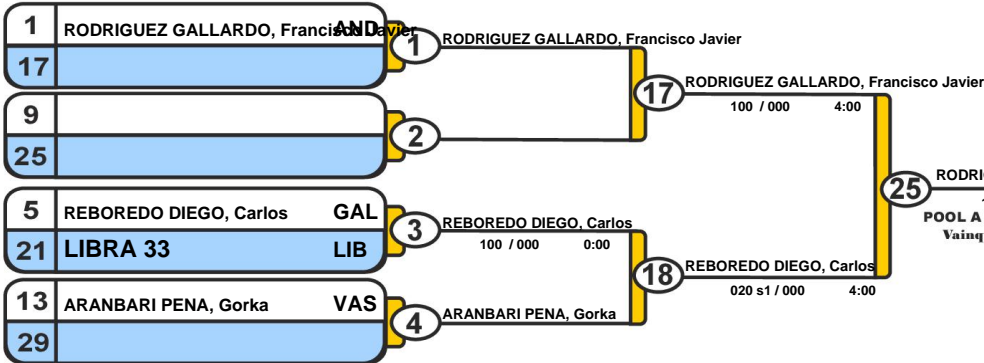 1 RODRIGUEZ GALLARDO, Francisco Javier AND
17
9
25
5 REBOREDO DIEGO, Carlos GAL
21 LIBRA 33 LIB
13 ARANBARI PENA, Gorka VAS
29
1 RODRIGUEZ GALLARDO, Francisco Javier
2
3 REBOREDO DIEGO, Carlos
100 / 000 0:00
4 ARANBARI PENA, Gorka
17 RODRIGUEZ GALLARDO, Francisco Javier
100 / 000 4:00
18 REBOREDO DIEGO, Carlos
020 s1 / 000 4:00
25 RODRI
POOL A
Vainq